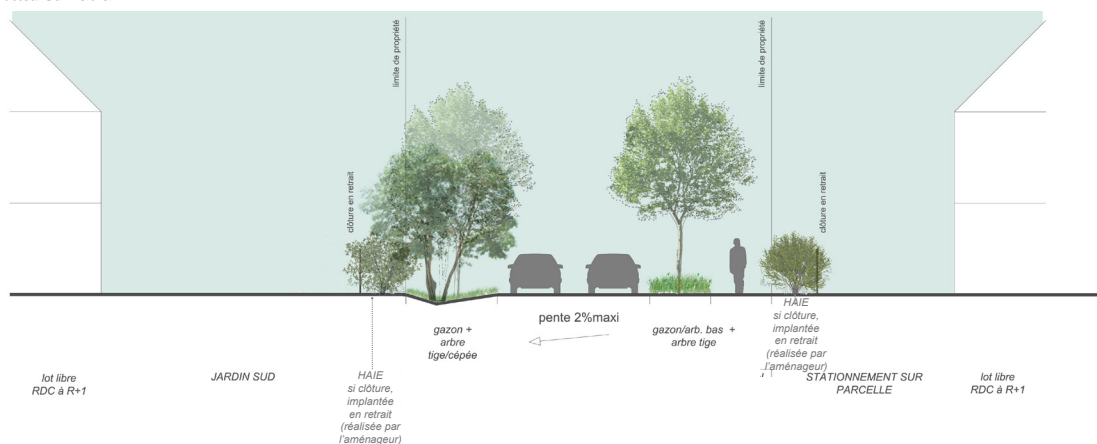 limite de propriété
limite de propriété
clôture en retrait
clôture en retrait
pente 2%maxi
gazon +
arbre
tige/cépée
gazon/arb. bas +
arbre tige
HAIE
si clôture,
implantée
en retrait
(réalisée par
l'aménageur)
lot libre
RDC à R+1
JARDIN SUD
HAIE
si clôture,
implantée
en retrait
(réalisée par
l'aménageur)
STATIONNEMENT SUR
PARCELLE
lot libre
RDC à R+1